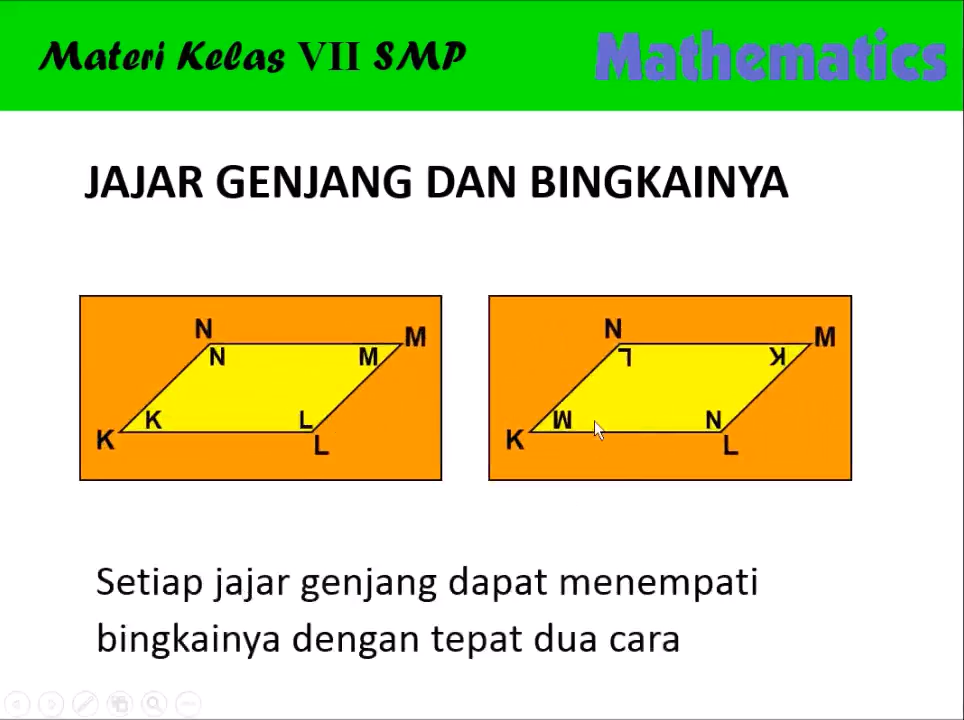 Materi Kelas VII SMP
Mathematics
JAJAR GENJANG DAN BINGKAINYA
N M
N M
K L
K L
N M
L K
M N
K L
Setiap jajar genjang dapat menempati
bingkainya dengan tepat dua cara